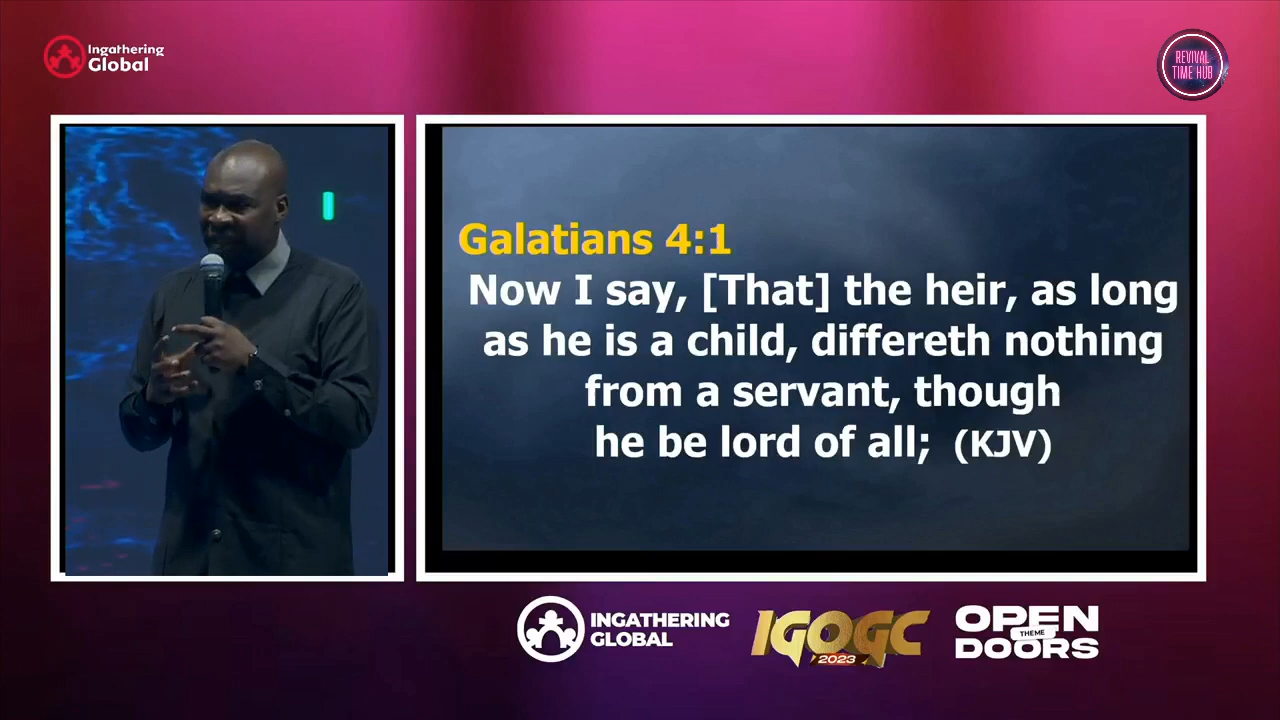 Ingathering
Global
REVIVAL
TIME HUB
Galatians 4:1
Now I say, [That] the heir, as long
as he is a child, differeth nothing
from a servant, though
he be lord of all; (KJV)
INGATHERING
GLOBAL
IGOGC
2023
OPEN
THEME
DOORS